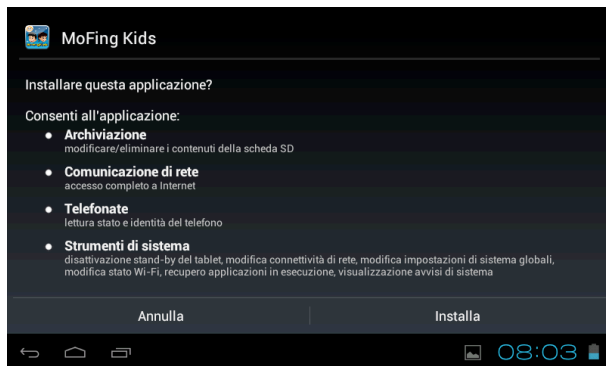 MoFing Kids
Installare questa applicazione?
Consenti all'applicazione:
Archiviazione
modificare/eliminare i contenuti della scheda SD
Comunicazione di rete
accesso completo a Internet
Telefonate
lettura stato e identità del telefono
Strumenti di sistema
disattivazione stand-by del tablet, modifica connettività di rete, modifica impostazioni di sistema globali,
modifica stato Wi-Fi, recupero applicazioni in esecuzione, visualizzazione avvisi di sistema
Annulla Installa
08:03